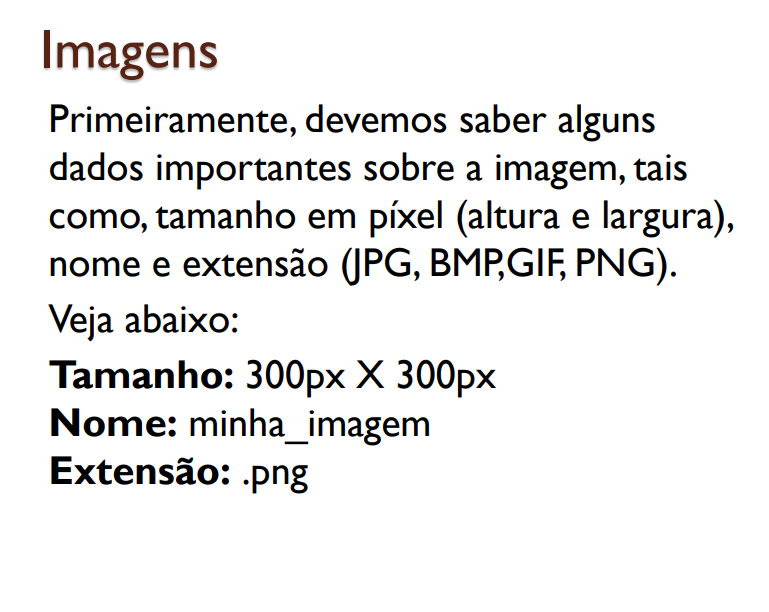 Imagens
Primeiramente, devemos saber alguns
dados importantes sobre a imagem, tais
como, tamanho em píxel (altura e largura),
nome e extensão (JPG, BMP,GIF, PNG).
Veja abaixo:
Tamanho: 300px X 300px
Nome: minha_imagem
Extensão: .png